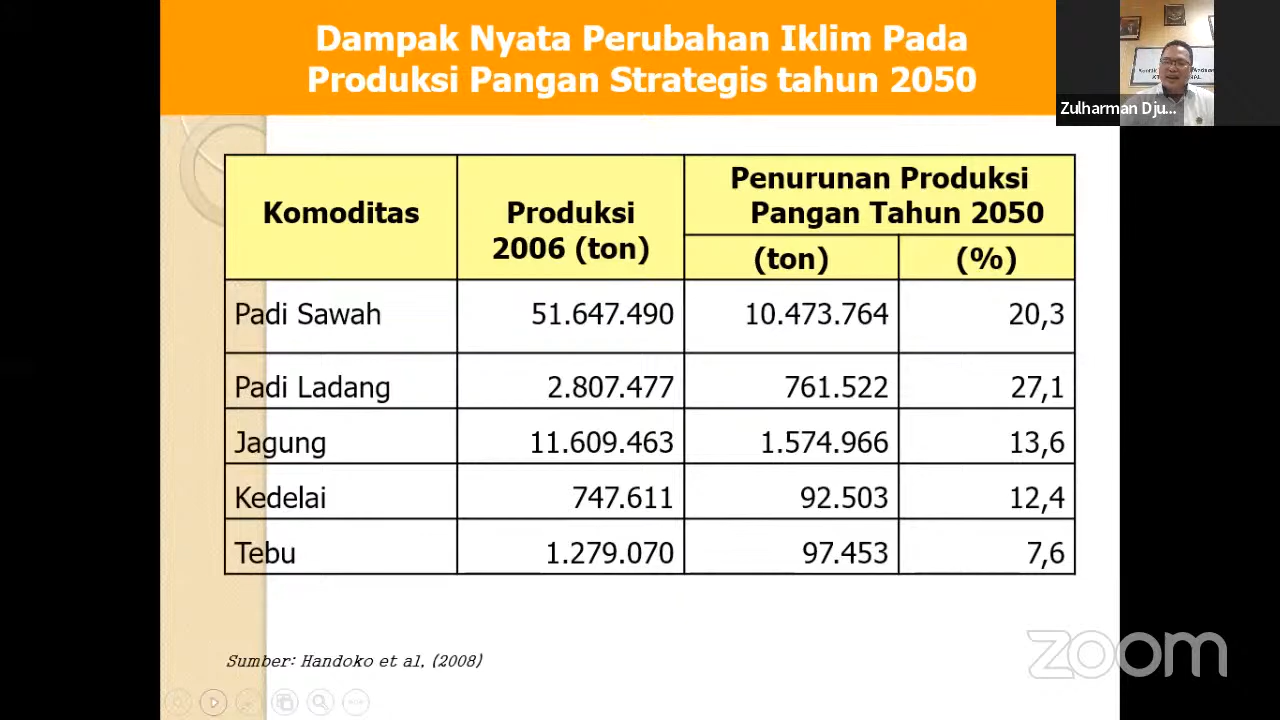 Dampak Nyata Perubahan Iklim Pada
Produksi Pangan Strategis tahun 2050
Zulharman Dju...
Komoditas
Produksi
2006 (ton)
Penurunan Produksi
Pangan Tahun 2050
(ton) (%)
Padi Sawah 51.647.490 10.473.764 20,3
Padi Ladang 2.807.477 761.522 27,1
Jagung 11.609.463 1.574.966 13,6
Kedelai 747.611 92.503 12,4
Tebu 1.279.070 97.453 7,6
Sumber: Handoko et al. (2008)
zoom